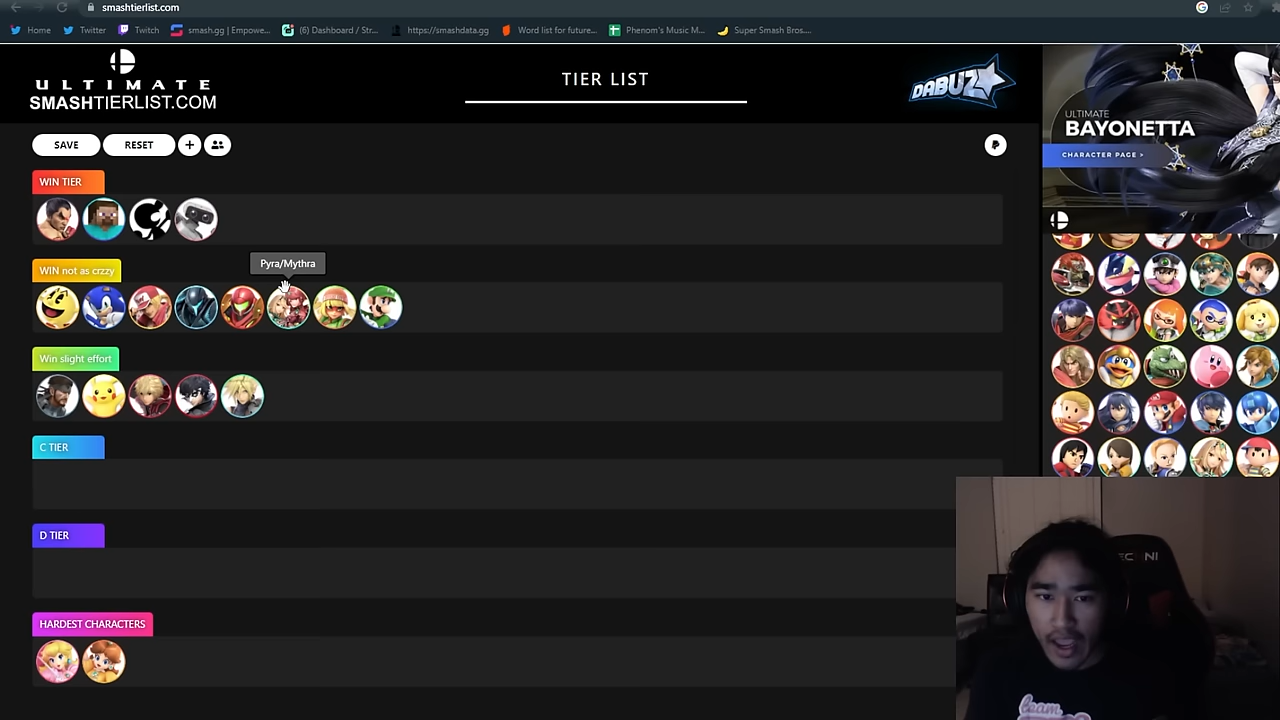 smashtierlist.com
Home
Twitter
Twitch
smash.gg | Empowe...
(6) Dashboard / Str...
https://smashdata.gg
Word list for future...
Phenom's Music M...
Super Smash Bros....
ULTIMATE
SMASHTIERLIST.COM
TIER LIST
DABUZ
ULTIMATE
BAYONETTA
CHARACTER PAGE >
SAVE
RESET
+
WIN TIER
Pyra/Mythra
WIN not as crzzy
Win slight effort
C TIER
D TIER
HARDEST CHARACTERS